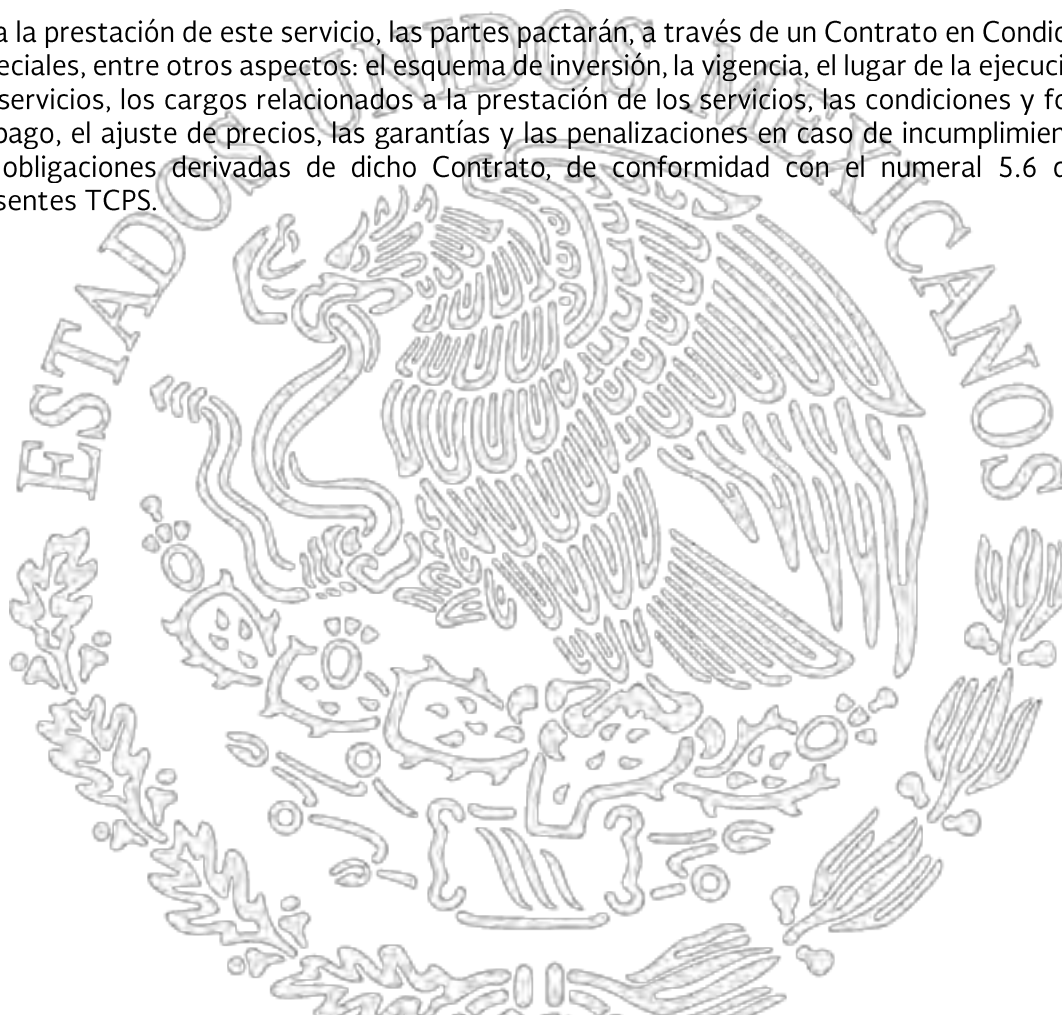 a la prestación de este servicio, las partes pactarán, a través de un Contrato en Condic
eciales, entre otros aspectos: el esquema de inversión, la vigencia, el lugar de la ejecuci
servicios, los cargos relacionados a la prestación de los servicios, las condiciones y fo
pago, el ajuste de precios, las garantías y las penalizaciones en caso de incumplimien
obligaciones derivadas de dicho Contrato, de conformidad con el numeral 5.6 d
sentes TCPS.
ESTADOS UNIDOS MEXICANOS